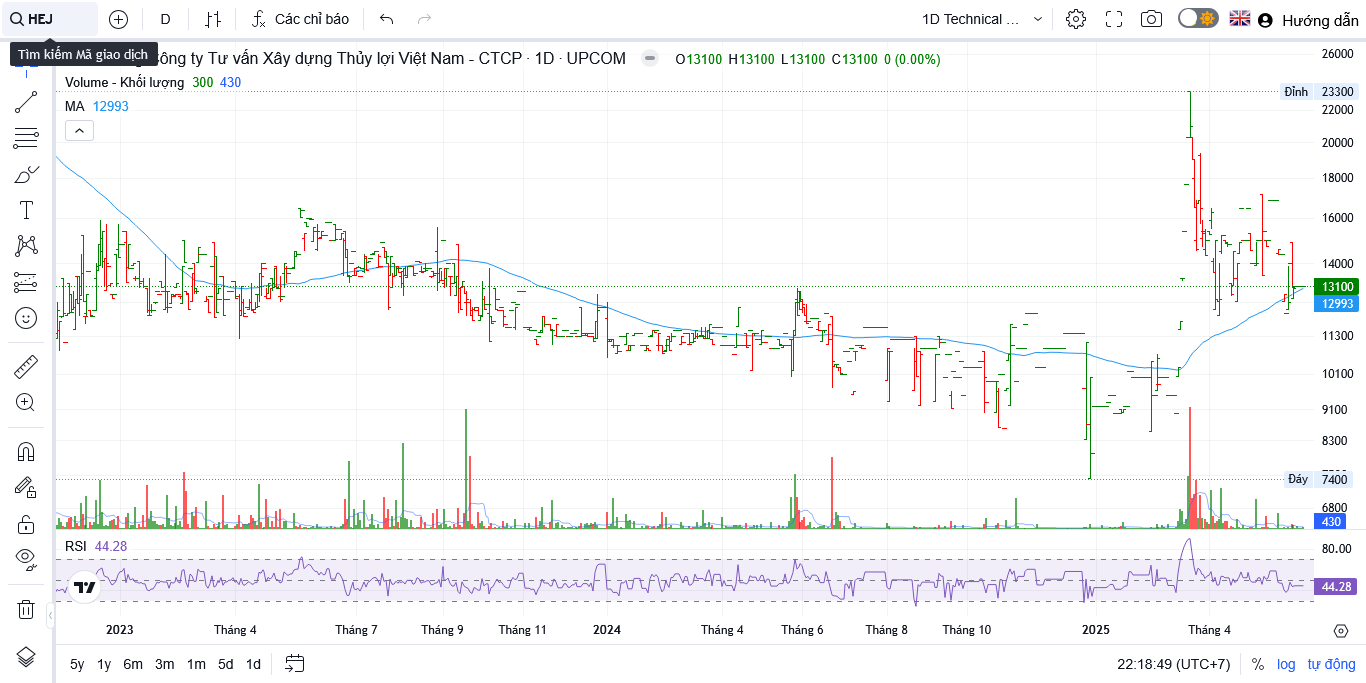 HEJ
D
Các chỉ báo
1D Technical ...
Hướng dẫn
Tìm kiếm Mã giao dịch
Công ty Tư vấn Xây dựng Thủy lợi Việt Nam - CTCP · 1D · UPCOM
O13100 H13100 L13100 C13100 0 (0.00%)
Volume - Khối lượng 300 430
MA 12993
26000
Đỉnh 23300
22000
20000
18000
16000
14000
13100
12993
11300
10100
9100
8300
Đáy 7400
6800
430
RSI 44.28
80.00
44.28
2023 Tháng 4 Tháng 7 Tháng 9 Tháng 11 2024 Tháng 4 Tháng 6 Tháng 8 Tháng 10 2025 Tháng 4
5y 1y 6m 3m 1m 5d 1d
22:18:49 (UTC+7) % log tự động